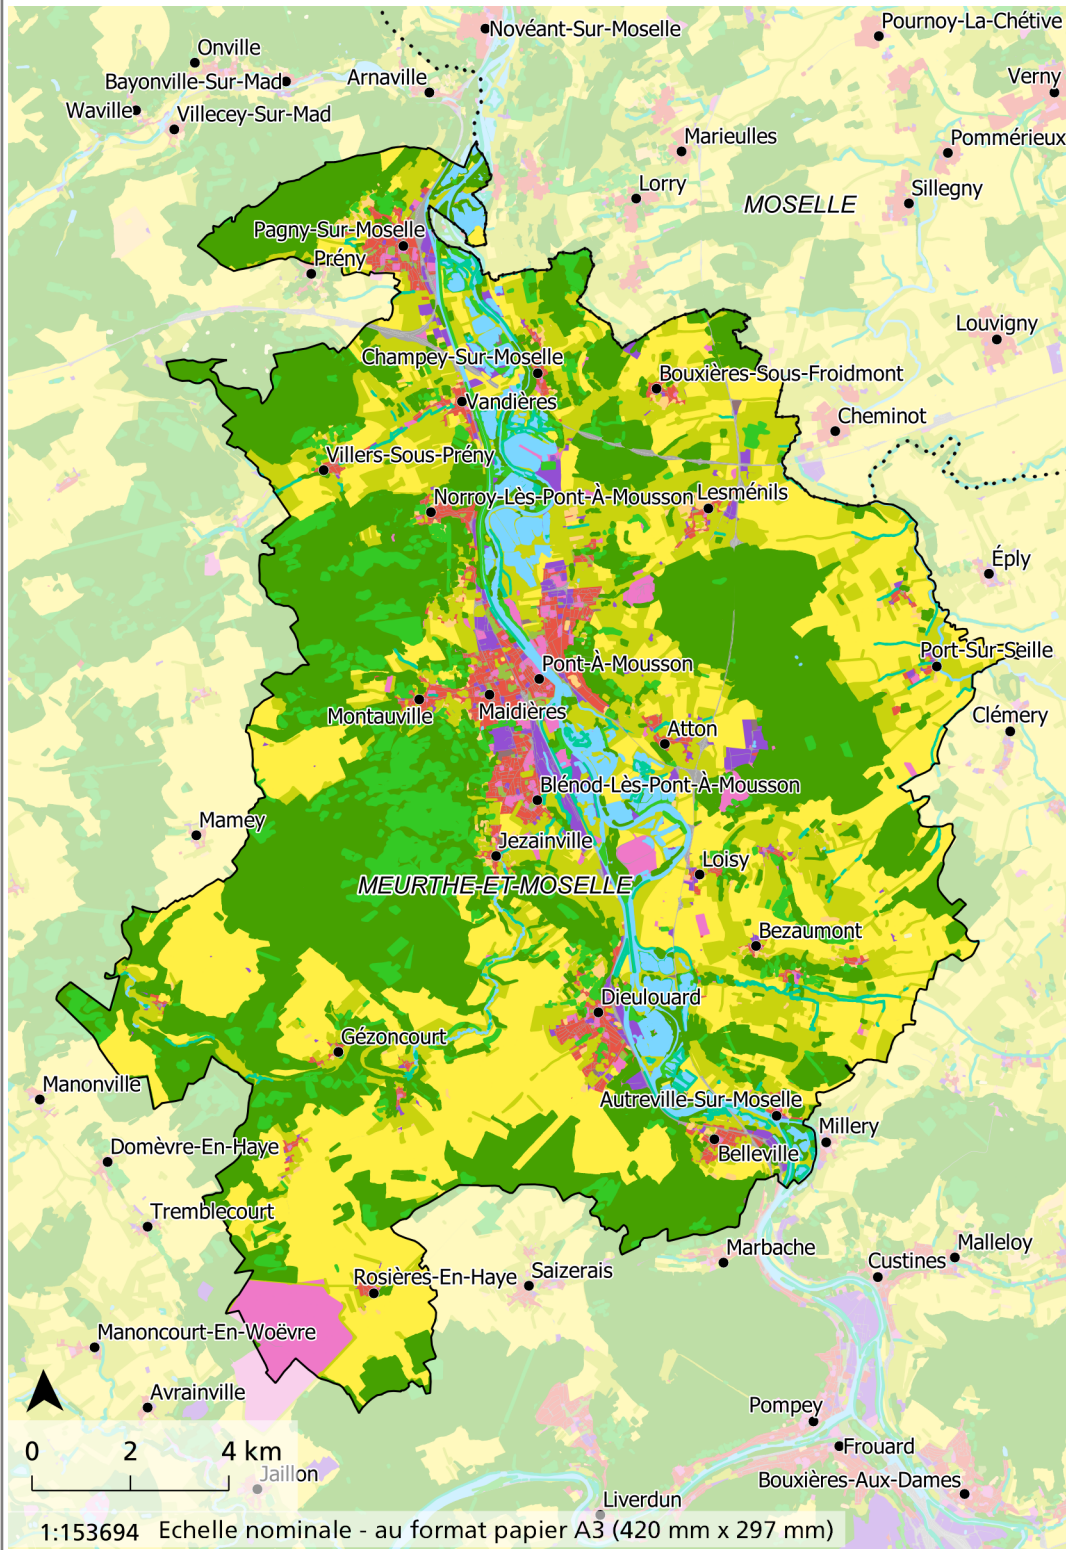 Novéant-Sur-Moselle
Pournoy-La-Chétive
Onville
Bayonville-Sur-Mad
Arnaville
Verny
Waville
Villecey-Sur-Mad
Marieulles
Pommérieux
Lorry
Sillegny
MOSELLE
Pagny-Sur-Moselle
Prény
Louvigny
Champey-Sur-Moselle
Bouxières-Sous-Froidmont
Vandières
Cheminot
Villers-Sous-Prény
Norroy-Lès-Pont-À-Mousson
Lesménils
Éply
Port-Sur-Seille
Pont-À-Mousson
Montauville
Maidières
Clémery
Atton
Blénod-Lès-Pont-À-Mousson
Mamey
Jezainville
Loisy
MEURTHE-ET-MOSELLE
Bezaumont
Dieulouard
Gézoncourt
Manonville
Autreville-Sur-Moselle
Millery
Domèvre-En-Haye
Belleville
Tremblecourt
Marbache
Malleloy
Custines
Rosières-En-Haye
Saizerais
Manoncourt-En-Woëvre
Avrainville
Pompey
Frouard
0 2 4 km
Jaillon
Bouxières-Aux-Dames
Liverdun
1:153694 Echelle nominale - au format papier A3 (420 mm x 297 mm)